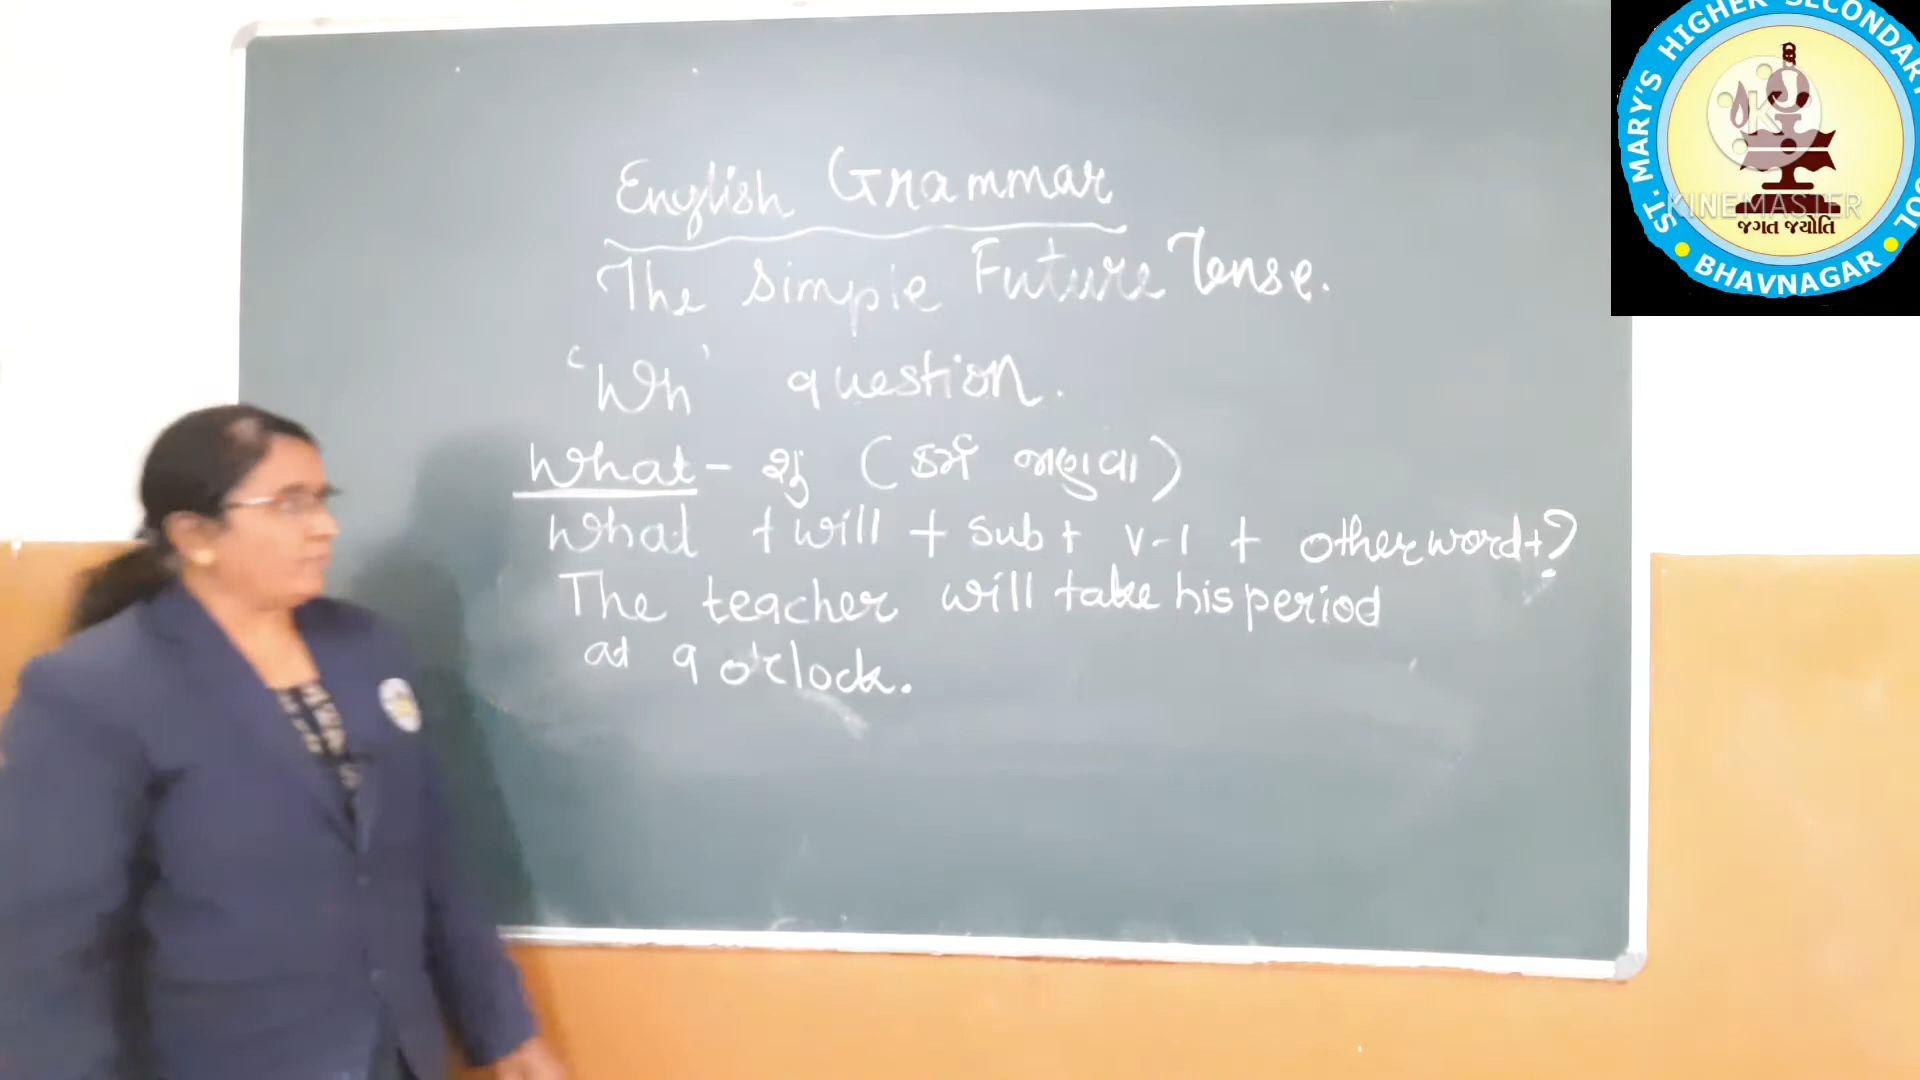 English Grammar
The Simple Future Tense.
'Wh' question.
What - શુ (કર્મ જાણવા)
What + will + sub + v-1 + other word + ?
The teacher will take his period
at 9 o'clock.
ST. MARY'S HIGHER SECONDARY
BHAVNAGAR
જગત જ્યોતિ
KINEMASTER